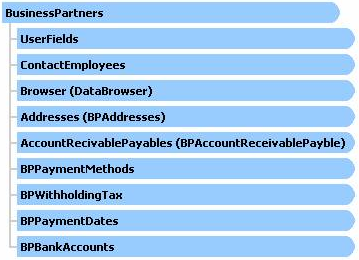 BusinessPartners
UserFields
ContactEmployees
Browser (DataBrowser)
Addresses (BPAddresses)
AccountRecivablePayables (BPAccountReceivablePayble)
BPPaymentMethods
BPWithholdingTax
BPPaymentDates
BPBankAccounts